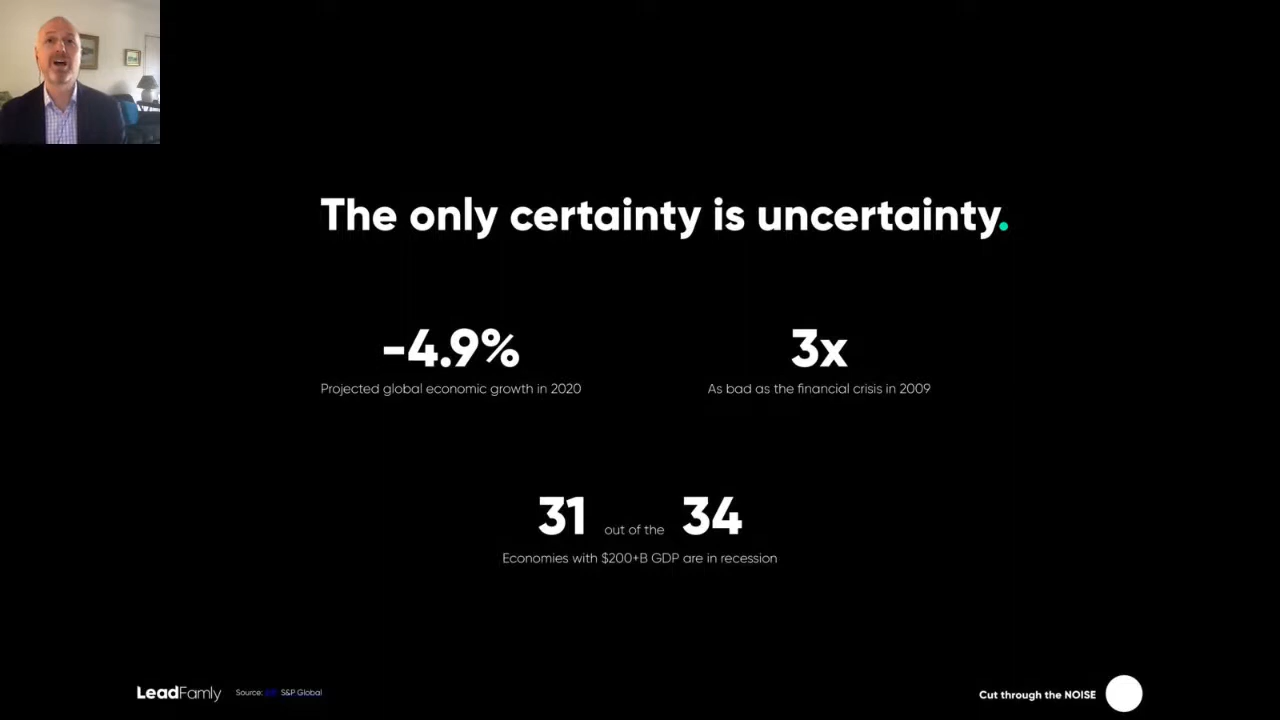 The only certainty is uncertainty.
-4.9%
Projected global economic growth in 2020
3x
As bad as the financial crisis in 2009
31 out of the 34
Economies with $200+B GDP are in recession
LeadFamly
Source: S&P Global
Cut through the NOISE